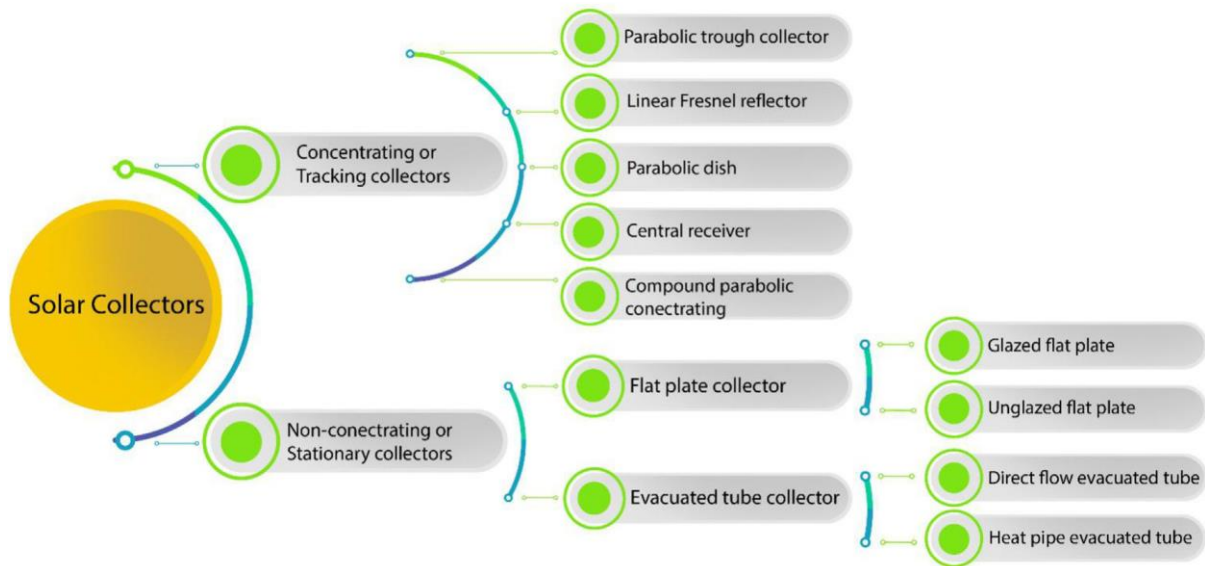 Solar Collectors
Concentrating or
Tracking collectors
Parabolic trough collector
Linear Fresnel reflector
Parabolic dish
Central receiver
Compound parabolic
conectrating
Non-conectrating or
Stationary collectors
Flat plate collector
Glazed flat plate
Unglazed flat plate
Evacuated tube collector
Direct flow evacuated tube
Heat pipe evacuated tube